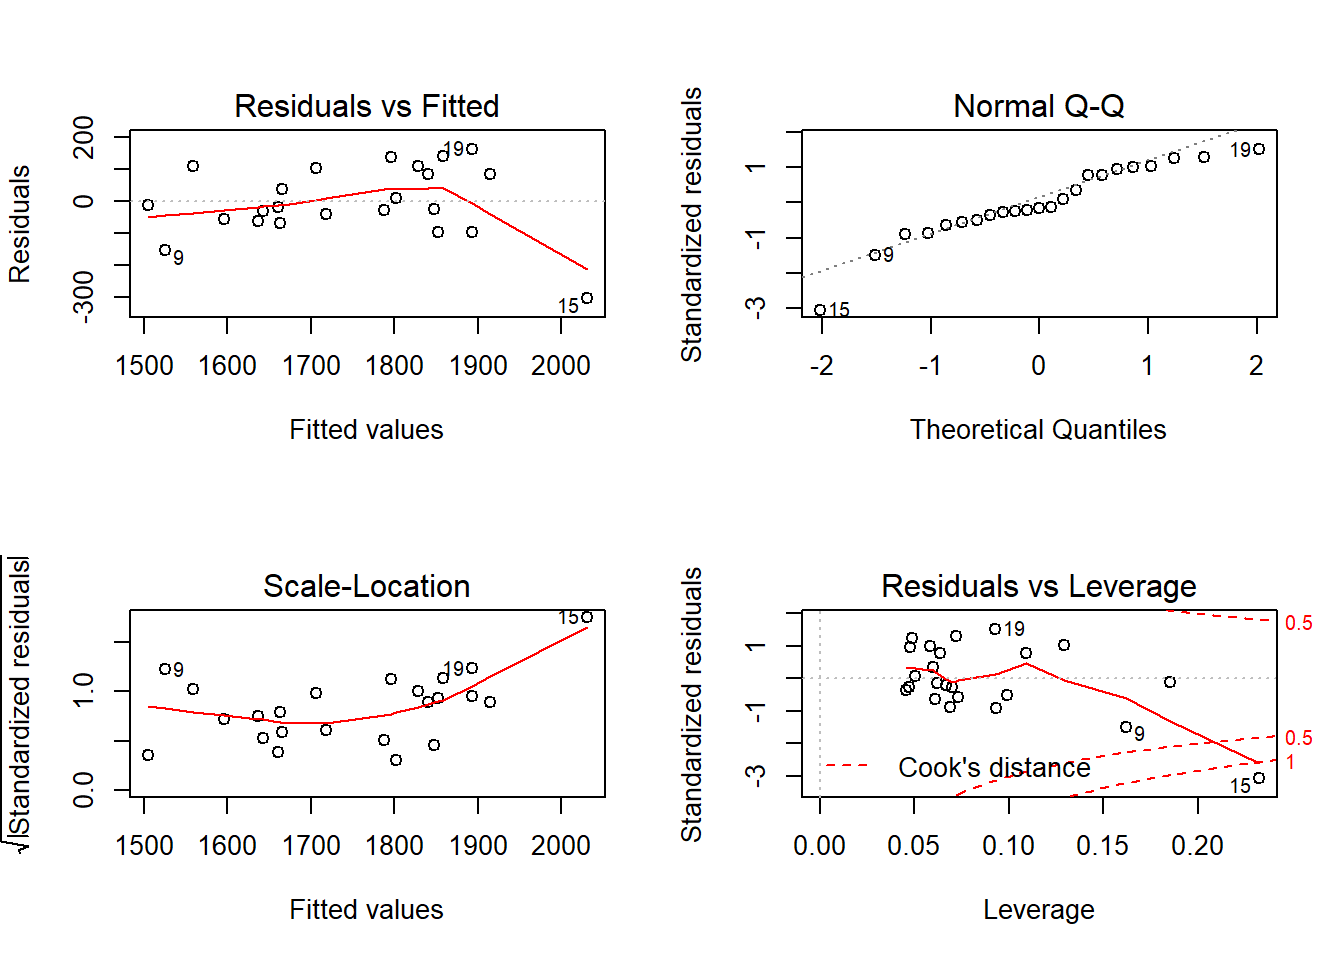 Residuals vs Fitted
Residuals
200
0
-300
19
9
15
1500 1600 1700 1800 1900 2000
Fitted values
Normal Q-Q
Standardized residuals
1
-1
-3
19
9
15
-2 -1 0 1 2
Theoretical Quantiles
Scale-Location
√|Standardized residuals|
1.0
0.0
15
9
19
1500 1600 1700 1800 1900 2000
Fitted values
Residuals vs Leverage
Standardized residuals
1
-1
-3
19
9
15
0.5
0.5
1
Cook's distance
0.00 0.05 0.10 0.15 0.20
Leverage